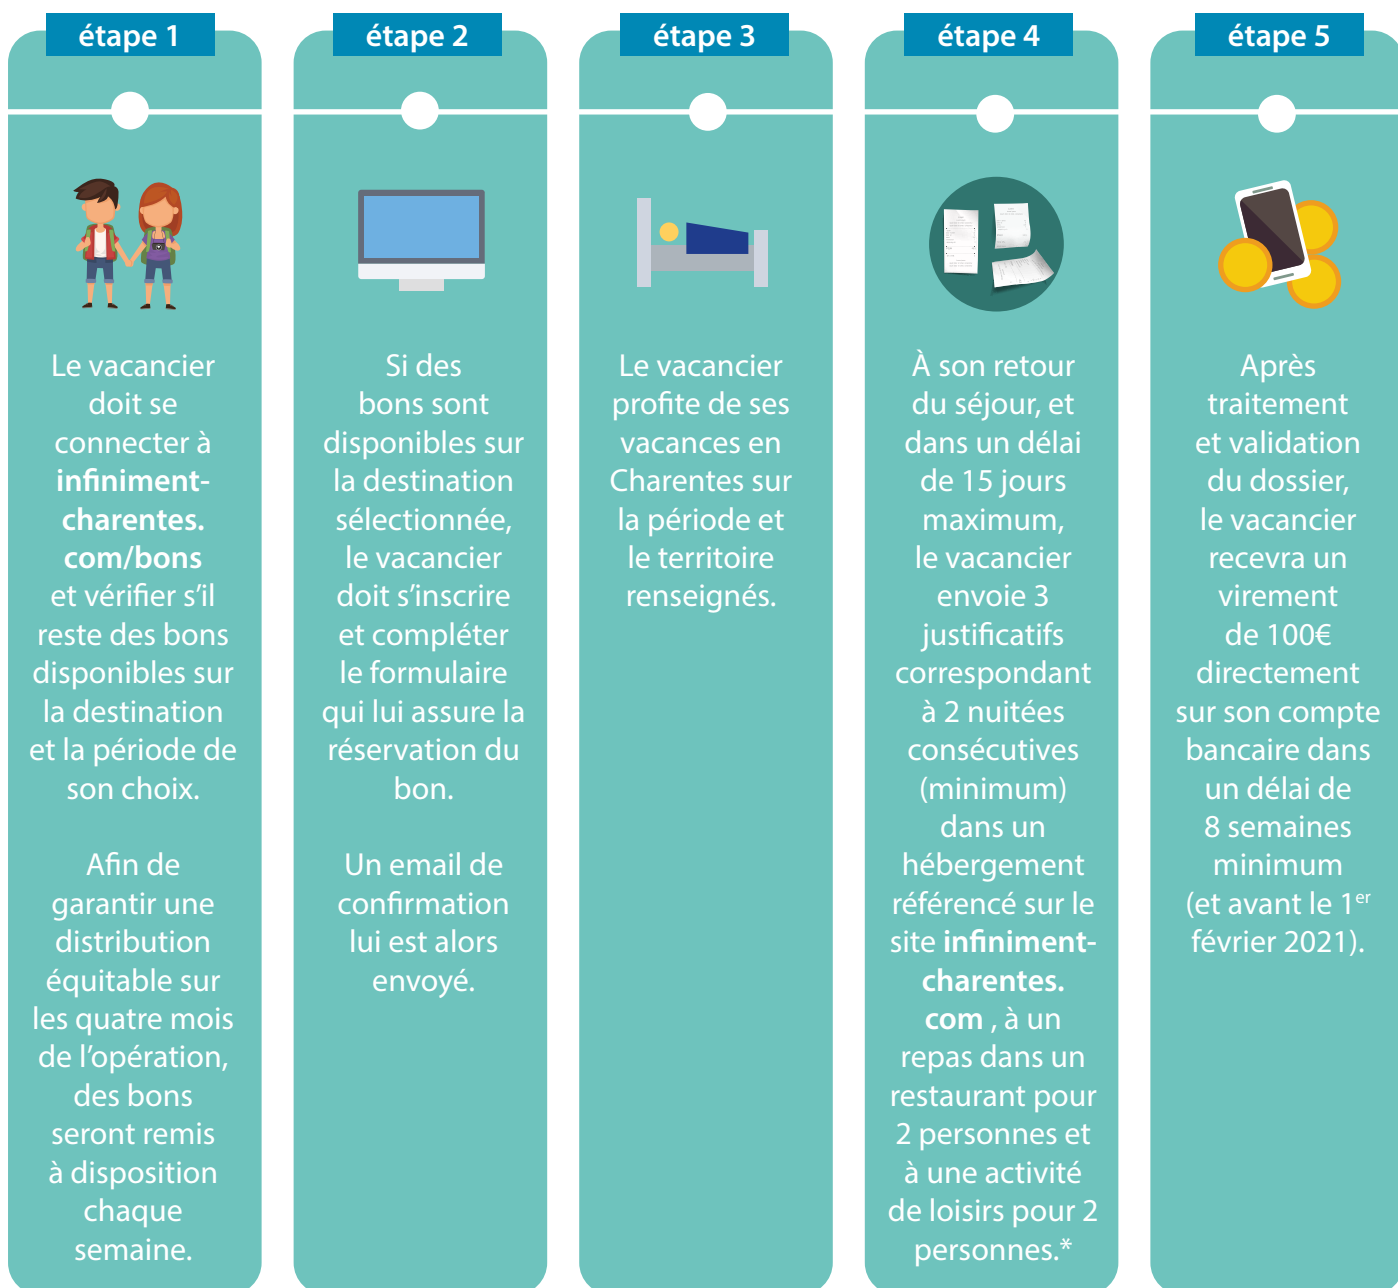 étape 1
Le vacancier
doit se
connecter à
infiniment-
charentes.
com/bons
et vérifier s’il
reste des bons
disponibles sur
la destination
et la période de
son choix.
Afin de
garantir une
distribution
équitable sur
les quatre mois
de l’opération,
des bons
seront remis
à disposition
chaque
semaine.
étape 2
Si des
bons sont
disponibles sur
la destination
sélectionnée,
le vacancier
doit s’inscrire
et compléter
le formulaire
qui lui assure la
réservation du
bon.
Un email de
confirmation
lui est alors
envoyé.
étape 3
Le vacancier
profite de ses
vacances en
Charentes sur
la période et
le territoire
renseignés.
étape 4
À son retour
du séjour, et
dans un délai
de 15 jours
maximum,
le vacancier
envoie 3
justificatifs
correspondant
à 2 nuitées
consécutives
(minimum)
dans un
hébergement
référencé sur le
site infiniment-
charentes.
com , à un
repas dans un
restaurant pour
2 personnes et
à une activité
de loisirs pour 2
personnes.*
étape 5
Après
traitement
et validation
du dossier,
le vacancier
recevra un
virement
de 100€
directement
sur son compte
bancaire dans
un délai de
8 semaines
minimum
(et avant le 1er
février 2021).